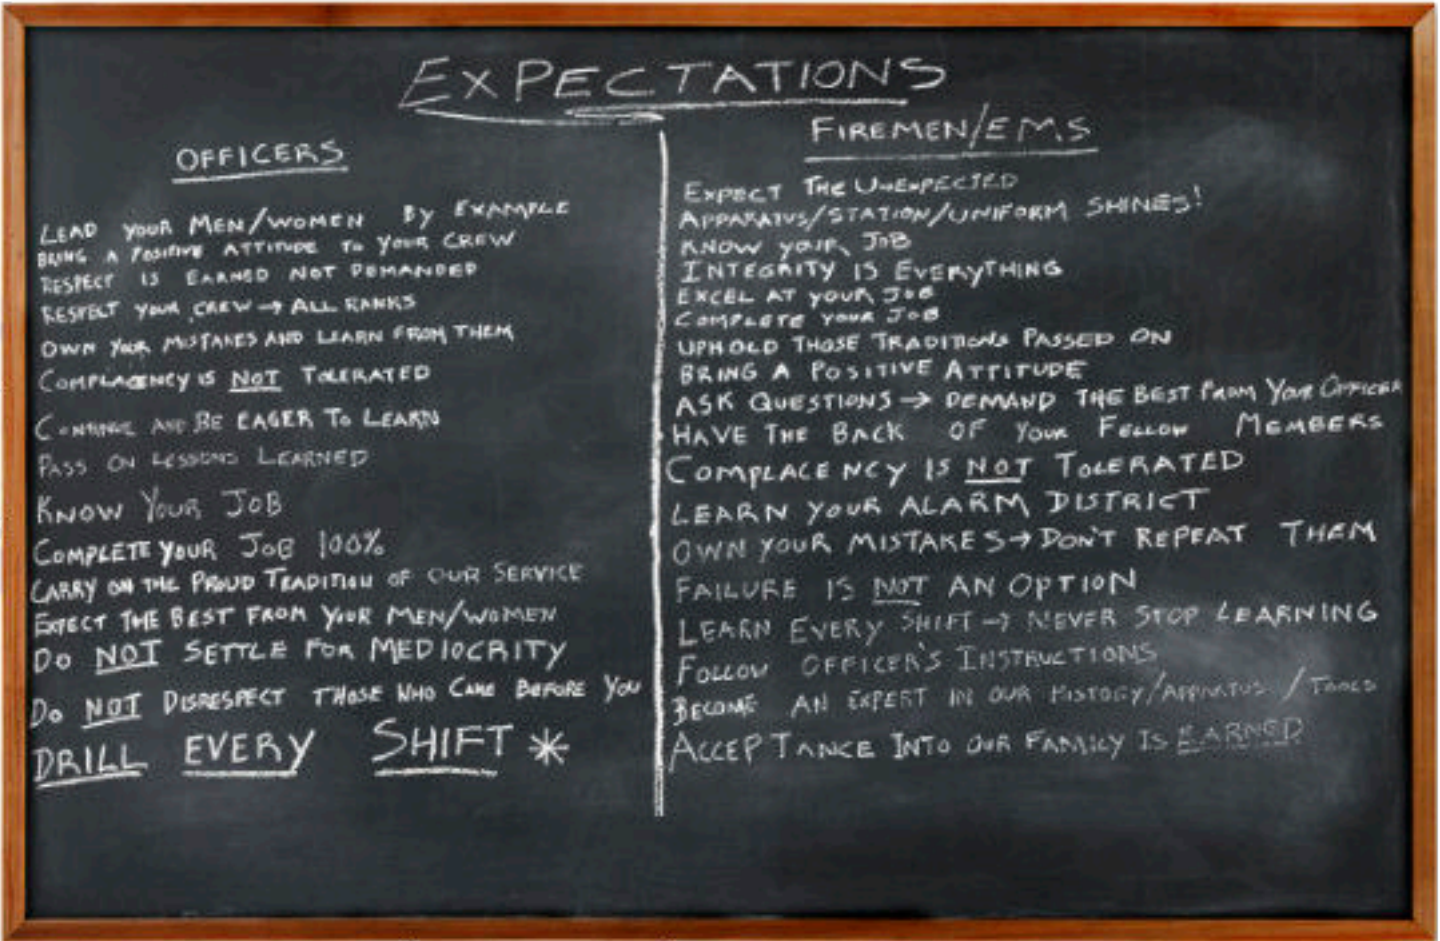 EXPECTATIONS
OFFICERS
LEAD YOUR MEN/WOMEN BY EXAMPLE
BRING A POSITIVE ATTITUDE TO YOUR CREW
RESPECT IS EARNED NOT DEMANDED
RESPECT YOUR CREW → ALL RANKS
OWN YOUR MISTAKES AND LEARN FROM THEM
COMPLACENCY IS NOT TOLERATED
CONTINUE AND BE EAGER TO LEARN
PASS ON LESSONS LEARNED
KNOW YOUR JOB
COMPLETE YOUR JOB 100%
CARRY ON THE PROUD TRADITION OF OUR SERVICE
EXPECT THE BEST FROM YOUR MEN/WOMEN
DO NOT SETTLE FOR MEDIOCRITY
DO NOT DISRESPECT THOSE WHO CAME BEFORE YOU
DRILL EVERY SHIFT *
FIREMEN/EMS
EXPECT THE UNEXPECTED
APPARATUS/STATION/UNIFORM SHINES!
KNOW YOUR JOB
INTEGRITY IS EVERYTHING
EXCEL AT YOUR JOB
COMPLETE YOUR JOB
UPHOLD THOSE TRADITIONS PASSED ON
BRING A POSITIVE ATTITUDE
ASK QUESTIONS → DEMAND THE BEST FROM YOUR OFFICER
HAVE THE BACK OF YOUR FELLOW MEMBERS
COMPLACENCY IS NOT TOLERATED
LEARN YOUR ALARM DISTRICT
OWN YOUR MISTAKES → DON'T REPEAT THEM
FAILURE IS NOT AN OPTION
LEARN EVERY SHIFT → NEVER STOP LEARNING
FOLLOW OFFICER'S INSTRUCTIONS
BECOME AN EXPERT IN OUR HISTORY/APPARATUS/TOOLS
ACCEPTANCE INTO OUR FAMILY IS EARNED